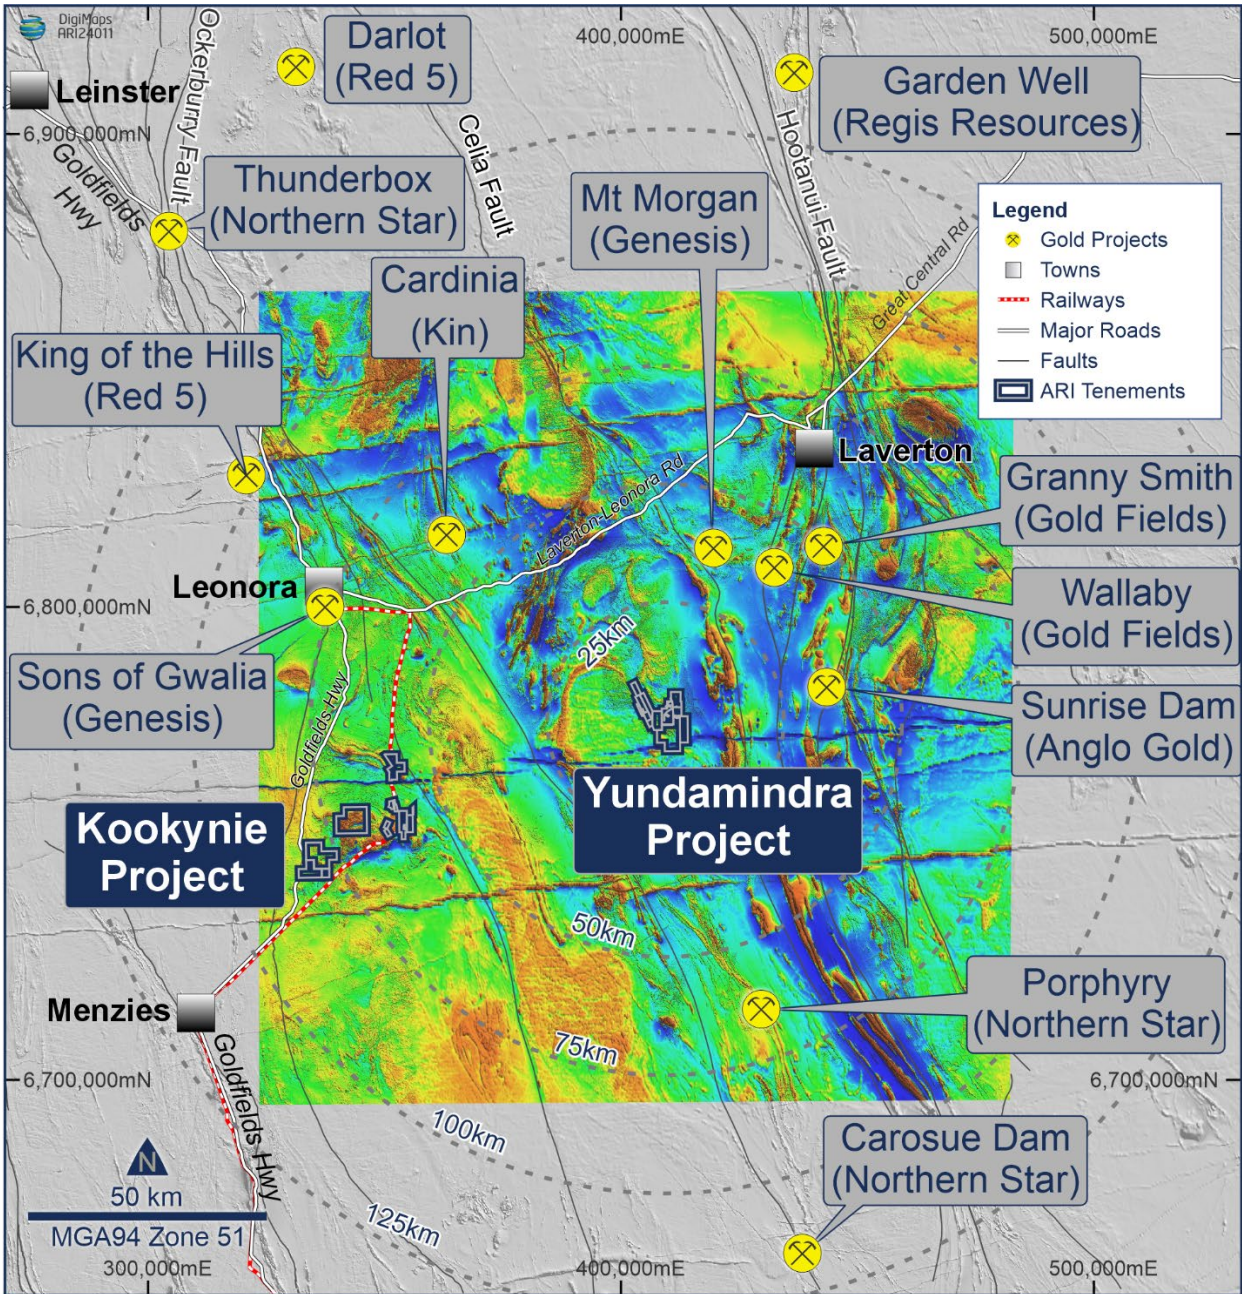 DigiMaps
ARI24011
Ockerburry Fault
Darlot
(Red 5)
400,000mE
500,000mE
Leinster
Garden Well
(Regis Resources)
6,900,000mN
Goldfields
Hwy
Celia Fault
Hootanui Fault
Thunderbox
(Northern Star)
Mt Morgan
(Genesis)
Legend
Gold Projects
Towns
Railways
Major Roads
Faults
ARI Tenements
Great Central Rd
Cardinia
(Kin)
King of the Hills
(Red 5)
Laverton
Laverton-Leonora Rd
Granny Smith
(Gold Fields)
Leonora
6,800,000mN
Wallaby
(Gold Fields)
25km
Sons of Gwalia
(Genesis)
Goldfields Hwy
Sunrise Dam
(Anglo Gold)
Yundamindra
Project
Kookynie
Project
50km
Porphyry
(Northern Star)
Menzies
75km
Goldfields Hwy
6,700,000mN
6,700,000mN
100km
Carosue Dam
(Northern Star)
N
50 km
125km
MGA94 Zone 51
300,000mE
400,000mE
500,000mE